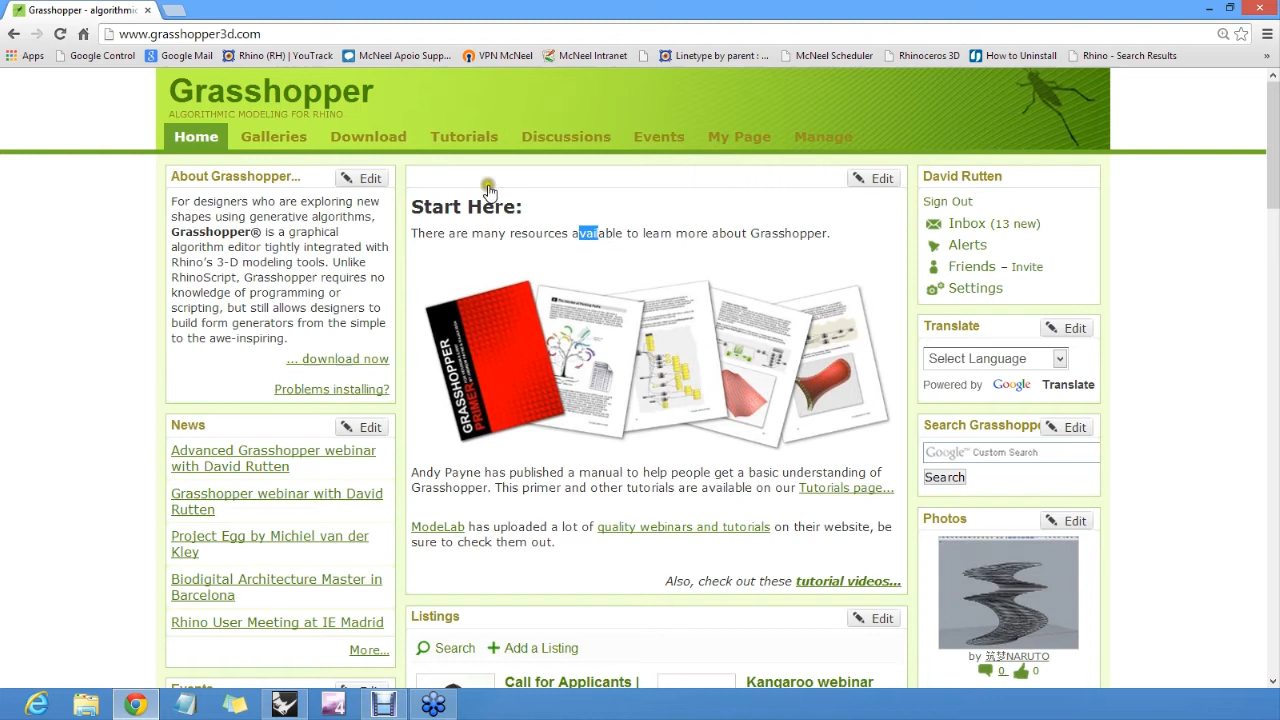 Grasshopper - algorithmic
www.grasshopper3d.com
Apps
Google Control
Google Mail
Rhino (RH) | YouTrack
McNeel Apoio Supp...
VPN McNeel
McNeel Intranet
Linetype by parent : ...
McNeel Scheduler
Rhinoceros 3D
How to Uninstall
Rhino - Search Results
»
Grasshopper
ALGORITHMIC MODELING FOR RHINO
Home
Galleries
Download
Tutorials
Discussions
Events
My Page
Manage
About Grasshopper...
Edit
For designers who are exploring new
shapes using generative algorithms,
Grasshopper® is a graphical
algorithm editor tightly integrated with
Rhino's 3-D modeling tools. Unlike
RhinoScript, Grasshopper requires no
knowledge of programming or
scripting, but still allows designers to
build form generators from the simple
to the awe-inspiring.
... download now
Problems installing?
News
Edit
Advanced Grasshopper webinar
with David Rutten
Grasshopper webinar with David
Rutten
Project Egg by Michiel van der
Kley
Biodigital Architecture Master in
Barcelona
Rhino User Meeting at IE Madrid
More...
Events
Edit
Edit
Start Here:
There are many resources available to learn more about Grasshopper.
GRASSHOPPER
PRIMER
Andy Payne has published a manual to help people get a basic understanding of
Grasshopper. This primer and other tutorials are available on our Tutorials page...
ModeLab has uploaded a lot of quality webinars and tutorials on their website, be
sure to check them out.
Also, check out these tutorial videos...
Listings
Edit
Search
Add a Listing
Call for Applicants |
Kangaroo webinar
David Rutten
Sign Out
Inbox (13 new)
Alerts
Friends – Invite
Settings
Translate
Edit
Select Language
Powered by Google Translate
Search Grasshoppe
Edit
Google™ Custom Search
Search
Photos
Edit
by 筑梦NARUTO
0
0